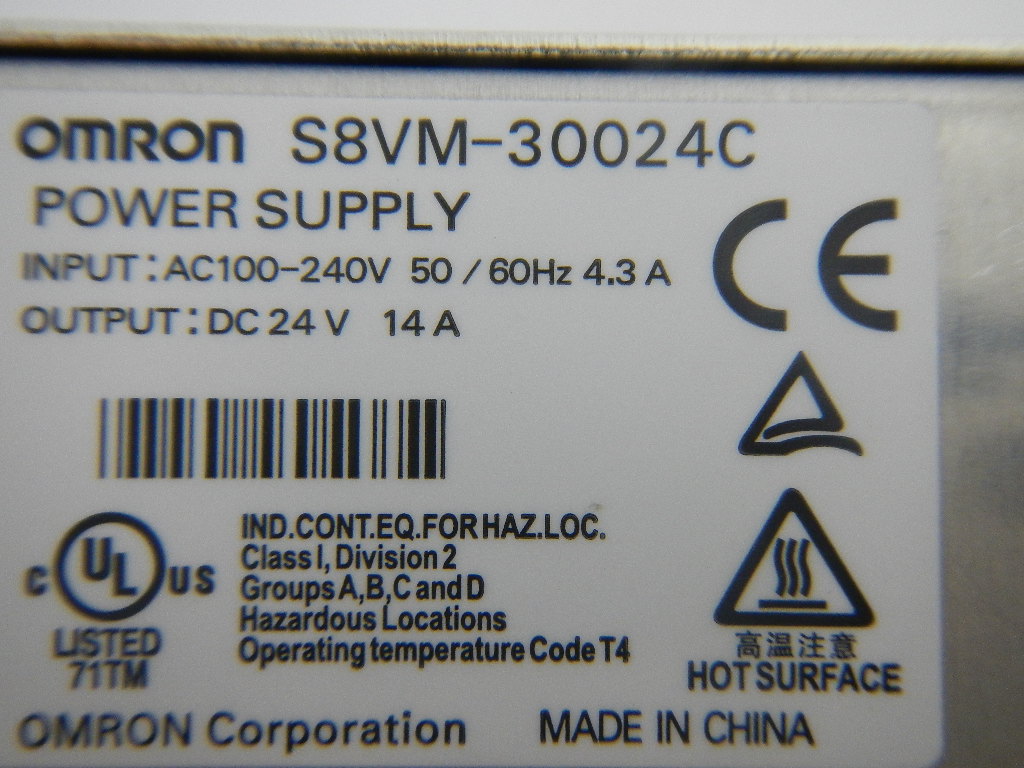 OMRON S8VM-30024C
POWER SUPPLY
INPUT : AC100-240V 50 / 60Hz 4.3 A
OUTPUT : DC 24 V 14 A
CE
IND.CONT.EQ.FOR HAZ.LOC.
Class I, Division 2
Groups A,B,C and D
Hazardous Locations
Operating temperature Code T4
C UL US
LISTED
71TM
高温注意
HOT SURFACE
OMRON Corporation MADE IN CHINA